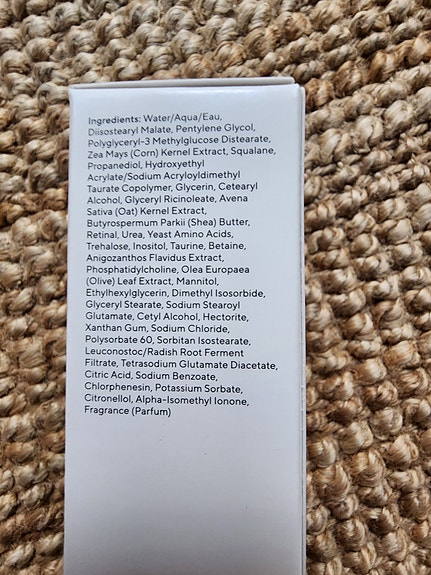 Ingredients: Water/Aqua/Eau,
Diisostearyl Malate, Pentylene Glycol,
Polyglyceryl-3 Methylglucose Distearate,
Zea Mays (Corn) Kernel Extract, Squalane,
Propanediol, Hydroxyethyl
Acrylate/Sodium Acryloyldimethyl
Taurate Copolymer, Glycerin, Cetearyl
Alcohol, Glyceryl Ricinoleate, Avena
Sativa (Oat) Kernel Extract,
Butyrospermum Parkii (Shea) Butter,
Retinal, Urea, Yeast Amino Acids,
Trehalose, Inositol, Taurine, Betaine,
Anigozanthos Flavidus Extract,
Phosphatidylcholine, Olea Europaea
(Olive) Leaf Extract, Mannitol,
Ethylhexylglycerin, Dimethyl Isosorbide,
Glyceryl Stearate, Sodium Stearoyl
Glutamate, Cetyl Alcohol, Hectorite,
Xanthan Gum, Sodium Chloride,
Polysorbate 60, Sorbitan Isostearate,
Leuconostoc/Radish Root Ferment
Filtrate, Tetrasodium Glutamate Diacetate,
Citric Acid, Sodium Benzoate,
Chlorphenesin, Potassium Sorbate,
Citronellol, Alpha-Isomethyl Ionone,
Fragrance (Parfum)